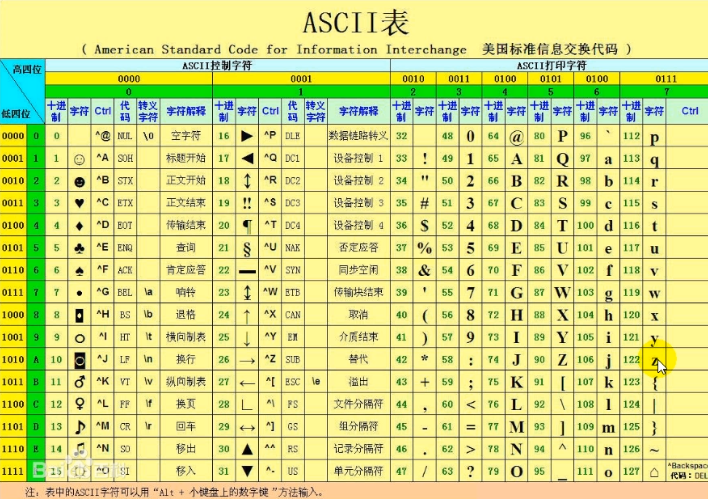 ASCII表
( American Standard Code for Information Interchange 美国标准信息交换代码 )
高四位 ASCII控制字符 ASCII打印字符
0000 0001 0010 0011 0100 0101 0100 0111
0 1 2 3 4 5 6 7
低四位 十进制 字符 Ctrl 代码 转义字符 字符解释 十进制 字符 Ctrl 代码 转义字符 字符解释 十进制 字符 十进制 字符 十进制 字符 十进制 字符 十进制 字符 十进制 字符 Ctrl
0000 0 0 ^@ NUL \0 空字符 16 ► ^P DLE 数据链路转义 32 48 0 64 @ 80 P 96 ` 112 p
0001 1 1 ☺ ^A SOH 标题开始 17 ◄ ^Q DC1 设备控制 1 33 ! 49 1 65 A 81 Q 97 a 113 q
0010 2 2 ☻ ^B STX 正文开始 18 ↕ ^R DC2 设备控制 2 34 " 50 2 66 B 82 R 98 b 114 r
0011 3 3 ♥ ^C ETX 正文结束 19 ‼ ^S DC3 设备控制 3 35 # 51 3 67 C 83 S 99 c 115 s
0100 4 4 ♦ ^D EOT 传输结束 20 ¶ ^T DC4 设备控制 4 36 $ 52 4 68 D 84 T 100 d 116 t
0101 5 5 ♣ ^E ENQ 查询 21 § ^U NAK 否定应答 37 % 53 5 69 E 85 U 101 e 117 u
0110 6 6 ♠ ^F ACK 肯定应答 22 ▬ ^V SYN 同步空闲 38 & 54 6 70 F 86 V 102 f 118 v
0111 7 7 • ^G BEL \a 响铃 23 ↨ ^W ETB 传输块结束 39 ' 55 7 71 G 87 W 103 g 119 w
1000 8 8 ◘ ^H BS \b 退格 24 ↑ ^X CAN 取消 40 ( 56 8 72 H 88 X 104 h 120 x
1001 9 9 ○ ^I HT \t 横向制表 25 ↓ ^Y EM 介质结束 41 ) 57 9 73 I 89 Y 105 i 121 y
1010 A 10 ◙ ^J LF \n 换行 26 → ^Z SUB 替代 42 * 58 : 74 J 90 Z 106 j 122 z
1011 B 11 ♂ ^K VT \v 纵向制表 27 ← ^[ ESC \e 溢出 43 + 59 ; 75 K 91 [ 107 k 123 {
1100 C 12 ♀ ^L FF \f 换页 28 ∟ ^\ FS 文件分隔符 44 , 60 < 76 L 92 \ 108 l 124 |
1101 D 13 ♪ ^M CR \r 回车 29 ↔ ^] GS 组分隔符 45 - 61 = 77 M 93 ] 109 m 125 }
1110 E 14 ♫ ^N SO 移出 30 ▲ ^^ RS 记录分隔符 46 . 62 > 78 N 94 ^ 110 n 126 ~
1111 15 ^O SI 移入 31 ▼ ^- US 单元分隔符 47 / 63 ? 79 O 95 _ 111 o 127 ⌂ ^Backspace 代码：DEL
注：表中的ASCII字符可以用“Alt + 小键盘上的数字键”方法输入。